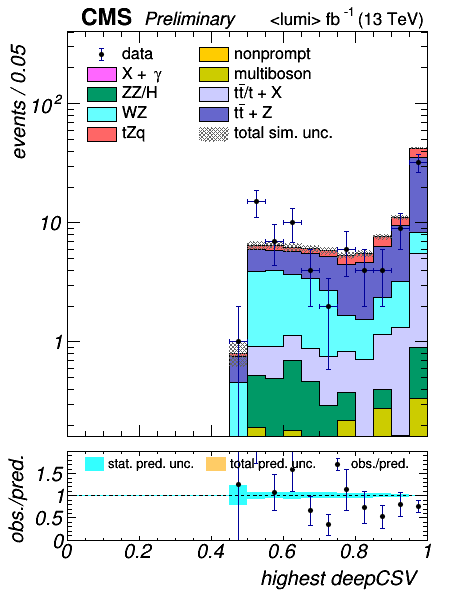 CMS Preliminary <lumi> fb⁻¹ (13 TeV)
events / 0.05
data
nonprompt
X + γ
multiboson
ZZ/H
tt̄/t + X
WZ
tt̄ + Z
tZq
total sim. unc.
10²
10
1
obs./pred.
stat. pred. unc.
total pred. unc.
obs./pred.
1.5
1
0.5
0
0 0.2 0.4 0.6 0.8 1
highest deepCSV